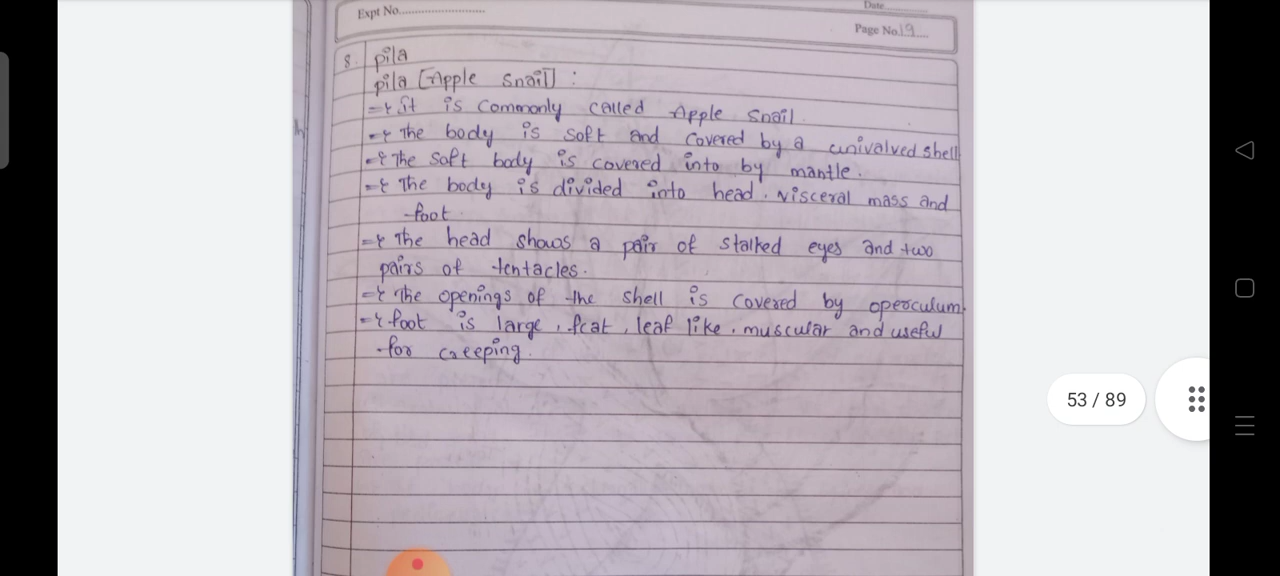 Expt No.........................
Date
Page No.19....
8. pila
pila [Apple Snail] :
=> it is commonly called Apple Snail.
=> The body is soft and covered by a univalved shell
=> The soft body is covered into by mantle.
=> The body is divided into head, visceral mass and
foot.
=> The head shows a pair of stalked eyes and two
pairs of tentacles.
=> The openings of the shell is covered by operculum.
=> foot is large, flat, leaf like, muscular and useful
for creeping.
53 / 89